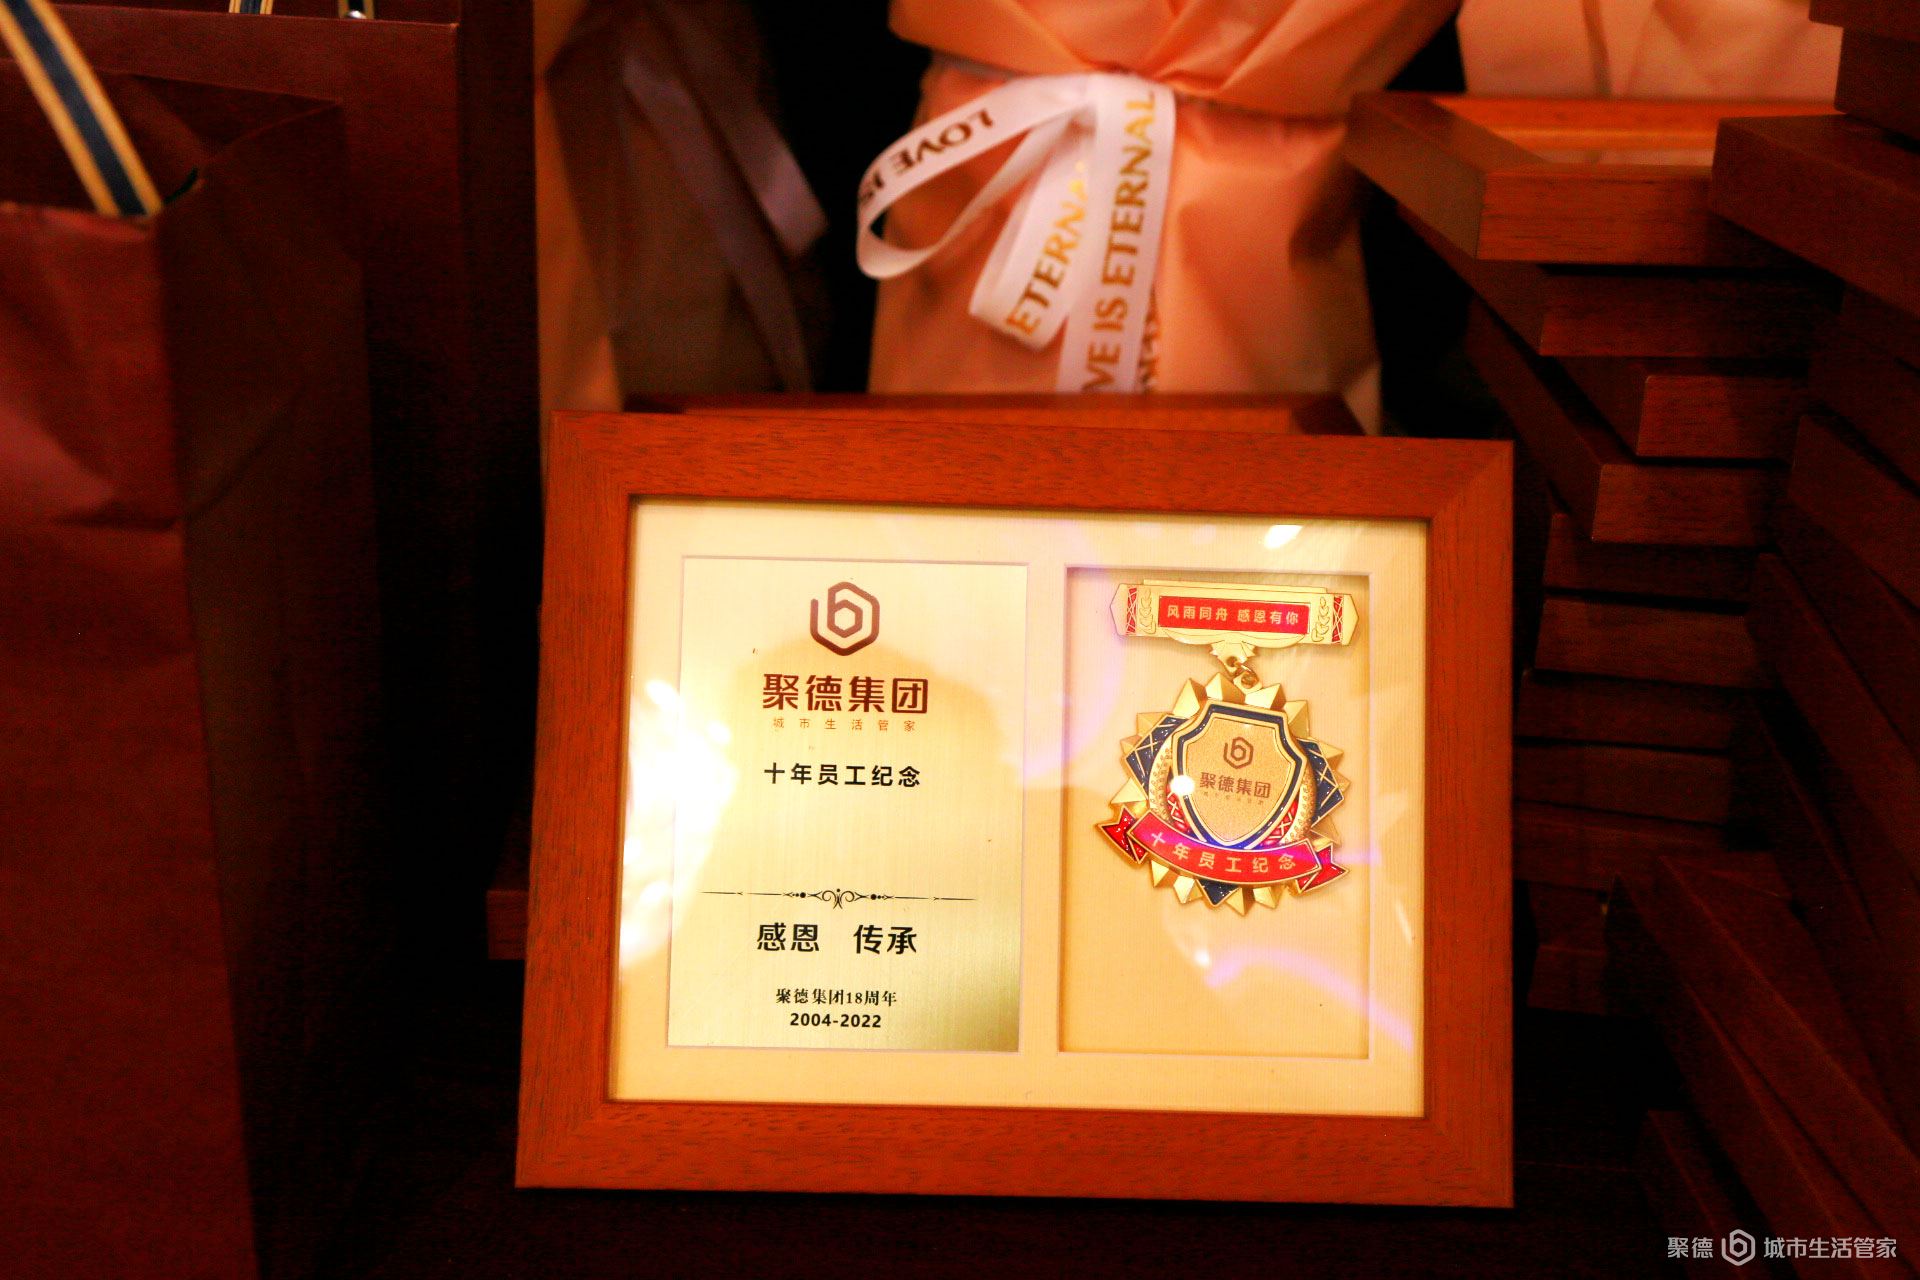 LOVE IS
ETERNA
VE IS ETERNAL
聚德集团
城市生活管家
十年员工纪念
感恩 传承
聚德集团18周年
2004-2022
风雨同舟 感恩有你
聚德集团
十年员工纪念
聚德 城市生活管家